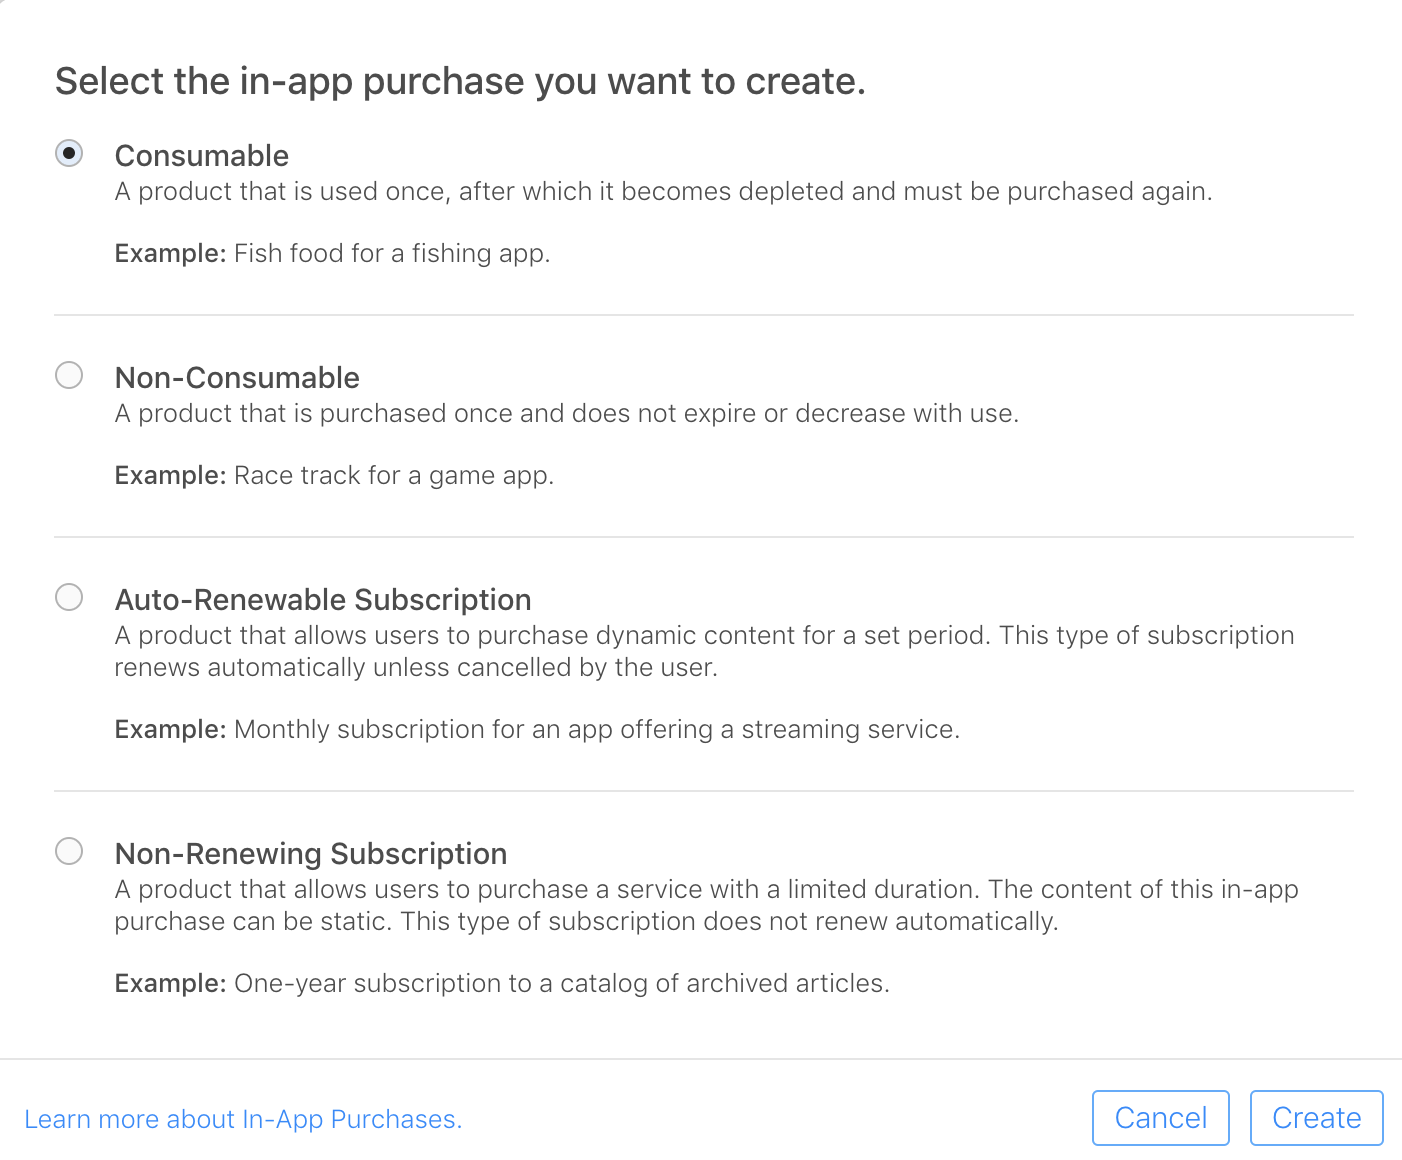 Select the in-app purchase you want to create.
Consumable
A product that is used once, after which it becomes depleted and must be purchased again.
Example: Fish food for a fishing app.
Non-Consumable
A product that is purchased once and does not expire or decrease with use.
Example: Race track for a game app.
Auto-Renewable Subscription
A product that allows users to purchase dynamic content for a set period. This type of subscription
renews automatically unless cancelled by the user.
Example: Monthly subscription for an app offering a streaming service.
Non-Renewing Subscription
A product that allows users to purchase a service with a limited duration. The content of this in-app
purchase can be static. This type of subscription does not renew automatically.
Example: One-year subscription to a catalog of archived articles.
Learn more about In-App Purchases.
Cancel
Create